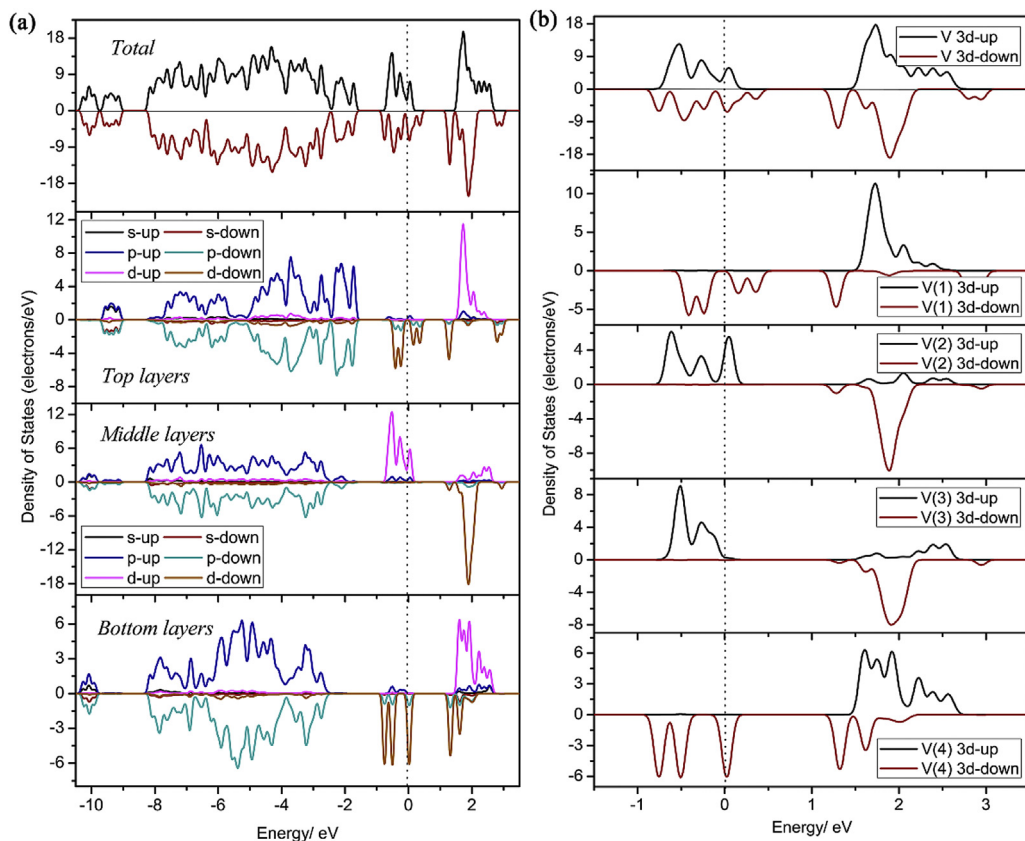 (a)
Total
18
9
0
-9
-18
s-up s-down
p-up p-down
d-up d-down
12
8
4
0
-4
-8
Top layers
Middle layers
12
6
0
-6
-12
-18
s-up s-down
p-up p-down
d-up d-down
Bottom layers
6
3
0
-3
-6
Density of States (electrons/eV)
-10 -8 -6 -4 -2 0 2
Energy/ eV
(b)
V 3d-up
V 3d-down
18
9
0
-9
-18
10
5
0
-5
V(1) 3d-up
V(1) 3d-down
V(2) 3d-up
V(2) 3d-down
4
0
-4
-8
V(3) 3d-up
V(3) 3d-down
8
4
0
-4
-8
6
3
0
-3
-6
V(4) 3d-up
V(4) 3d-down
Density of States (electrons/eV)
-1 0 1 2 3
Energy/ eV